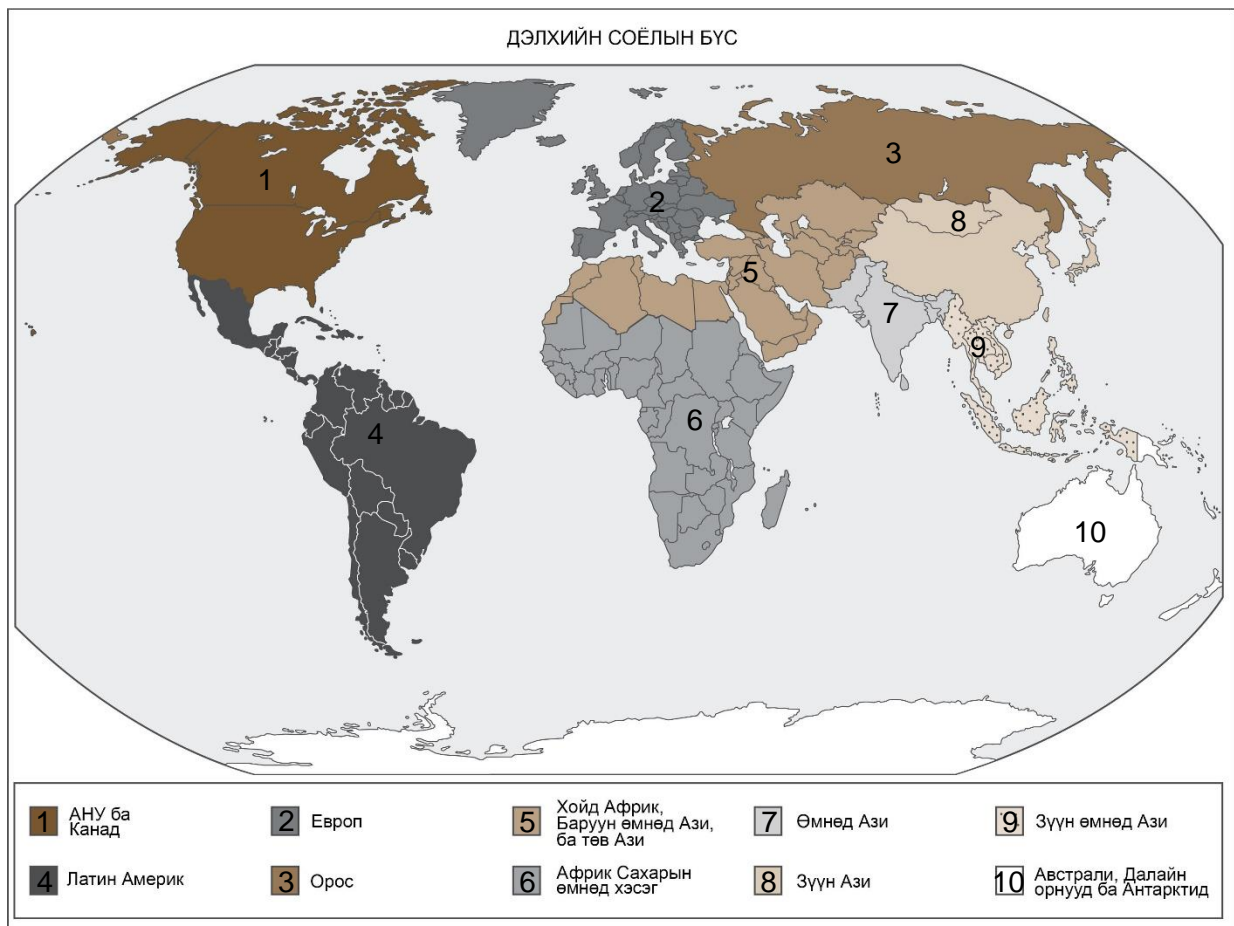 ДЭЛХИЙН СОЁЛЫН БҮС
1
2
3
4
5
6
7
8
9
10
1 АНУ ба
Канад
2 Европ
5 Хойд Африк,
Баруун өмнөд Ази,
ба төв Ази
7 Өмнөд Ази
9 Зүүн өмнөд Ази
4 Латин Америк
3 Орос
6 Африк Сахарын
өмнөд хэсэг
8 Зүүн Ази
10 Австрали, Далайн
орнууд ба Антарктид